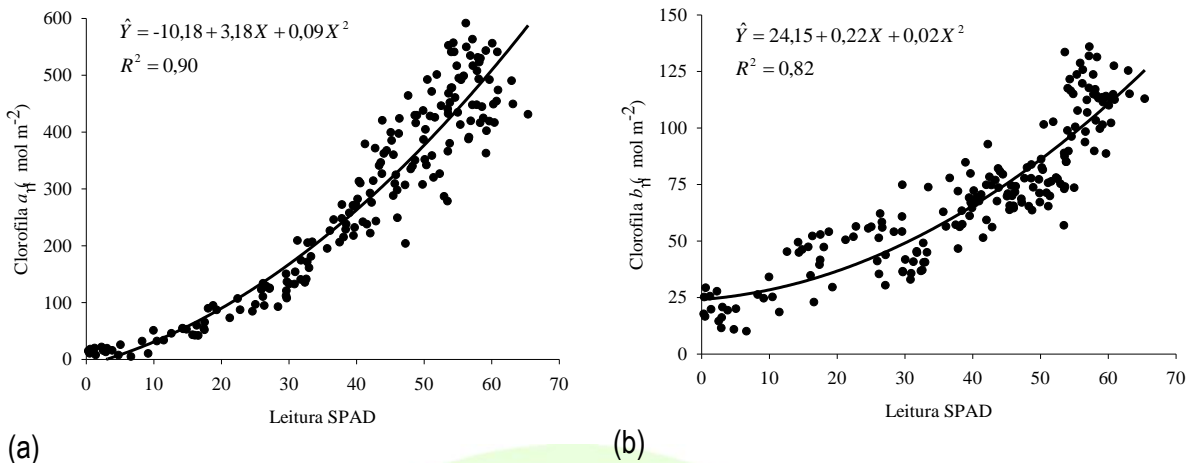 Ŷ = -10,18 + 3,18X + 0,09X²
R² = 0,90
600
500
400
300
200
100
0
Clorofila a ( mol m⁻²)
0 10 20 30 40 50 60 70
Leitura SPAD
(a)
Ŷ = 24,15 + 0,22X + 0,02X²
R² = 0,82
150
125
100
75
50
25
0
Clorofila b ( mol m⁻²)
0 10 20 30 40 50 60 70
Leitura SPAD
(b)